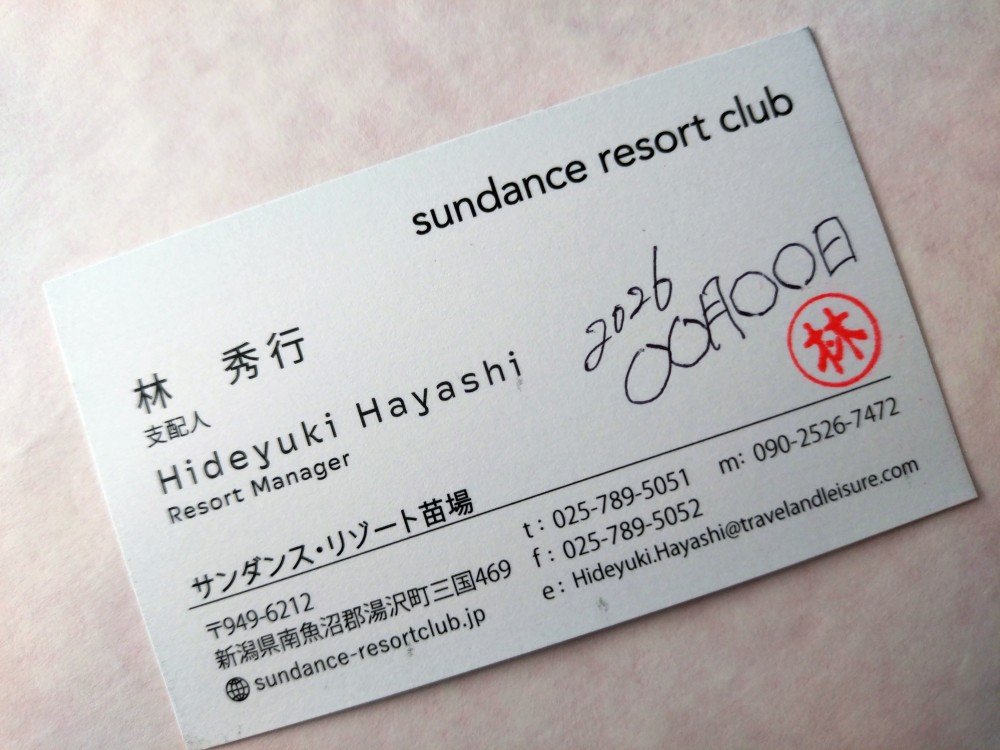 sundance resort club
2026
〇〇月〇〇日
林
林 秀行
支配人
Hideyuki Hayashi
Resort Manager
サンダンス・リゾート苗場
〒949-6212
新潟県南魚沼郡湯沢町三国469
sundance-resortclub.jp
t: 025-789-5051 m: 090-2526-7472
f: 025-789-5052
e: Hideyuki.Hayashi@travelandleisure.com